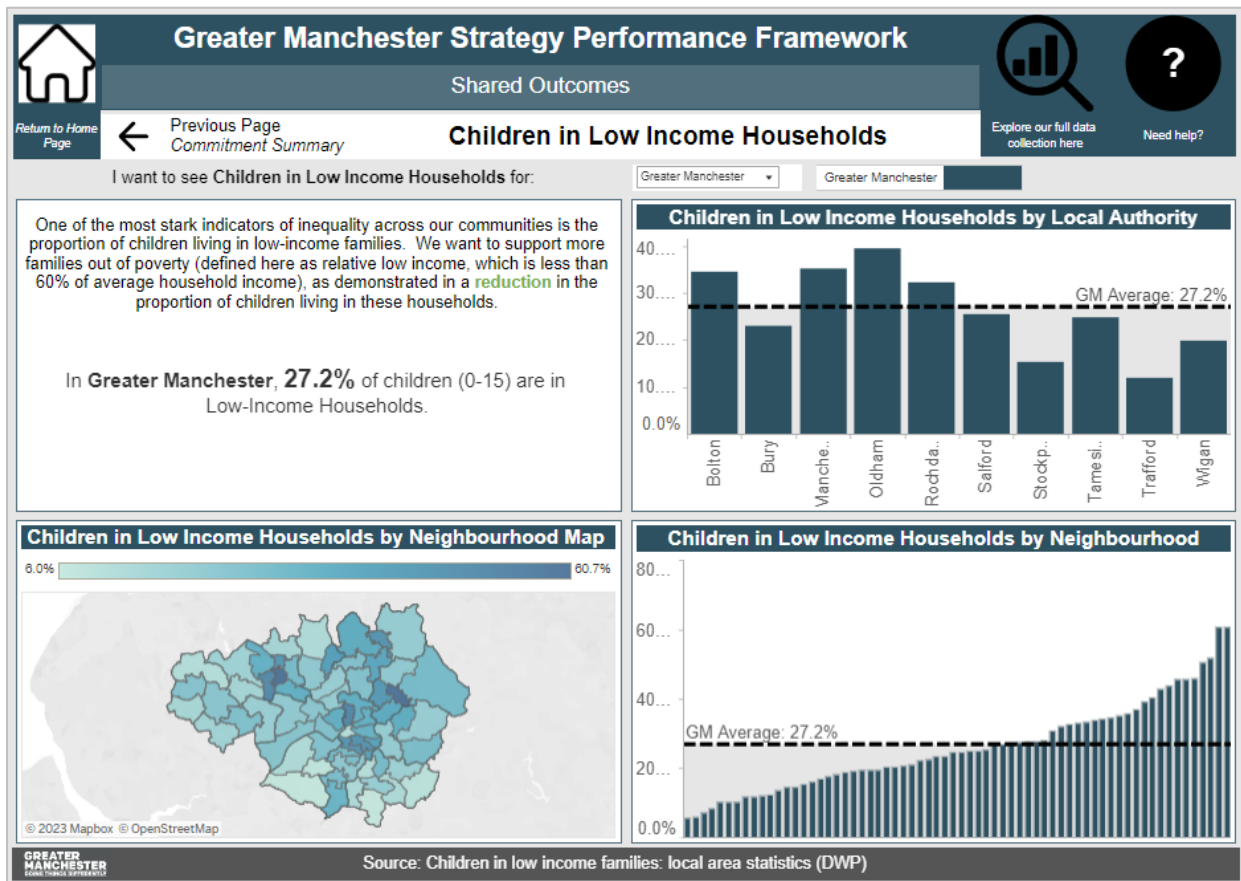 Greater Manchester Strategy Performance Framework
Shared Outcomes
Return to Home
Page
Previous Page
Commitment Summary
Children in Low Income Households
Explore our full data
collection here
?
Need help?
I want to see Children in Low Income Households for:
Greater Manchester
Greater Manchester
One of the most stark indicators of inequality across our communities is the
proportion of children living in low-income families. We want to support more
families out of poverty (defined here as relative low income, which is less than
60% of average household income), as demonstrated in a reduction in the
proportion of children living in these households.
In Greater Manchester, 27.2% of children (0-15) are in
Low-Income Households.
Children in Low Income Households by Local Authority
40....
30....
20....
10....
0.0%
GM Average: 27.2%
Bolton
Bury
Manche..
Oldham
Rochda..
Salford
Stockp..
Tamesi..
Trafford
Wigan
Children in Low Income Households by Neighbourhood Map
6.0%
60.7%
© 2023 Mapbox © OpenStreetMap
Children in Low Income Households by Neighbourhood
80...
60...
40...
20...
0.0%
GM Average: 27.2%
GREATER
MANCHESTER
DOING THINGS DIFFERENTLY
Source: Children in low income families: local area statistics (DWP)